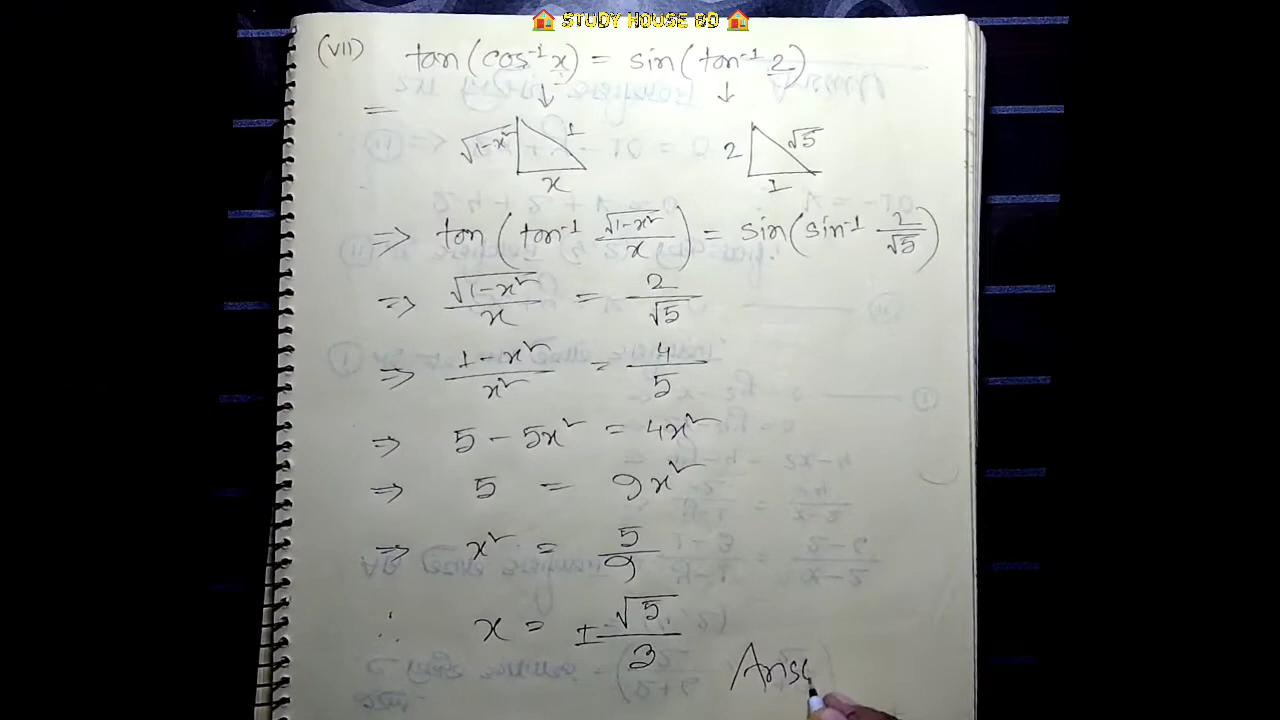 🏠 STUDY HOUSE BD 🏠
(VII) tan(cos⁻¹x) = sin(tan⁻¹2)
=
↓ ↓
√1-x² 1 x
2 √5 1
⇒ tan(tan⁻¹ √1-x²/x) = sin(sin⁻¹ 2/√5)
⇒ √1-x²/x = 2/√5
⇒ 1-x²/x² = 4/5
⇒ 5 - 5x² = 4x²
⇒ 5 = 9x²
⇒ x² = 5/9
∴ x = ± √5/3
Ans